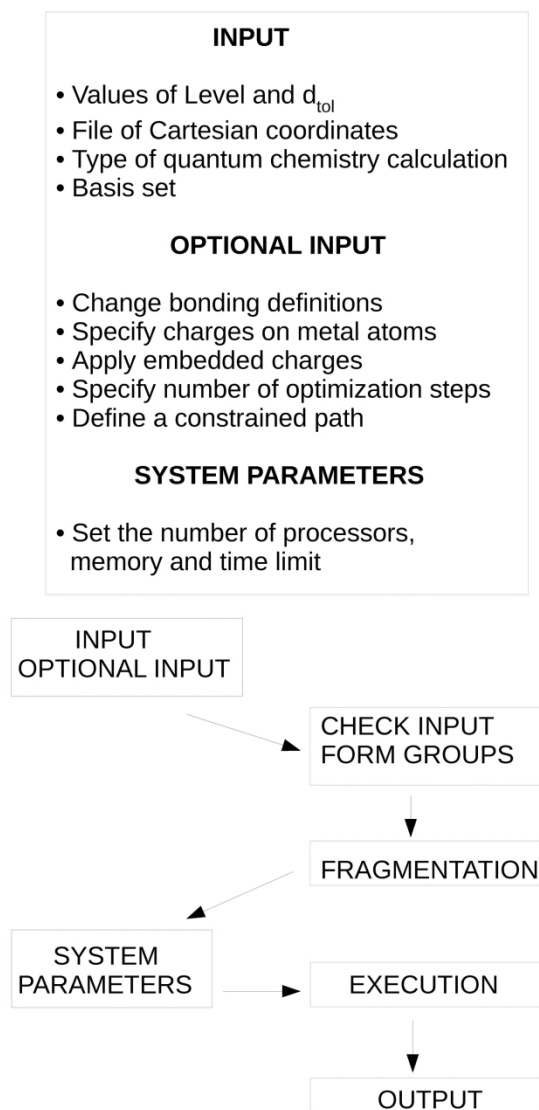 INPUT
• Values of Level and dtol
• File of Cartesian coordinates
• Type of quantum chemistry calculation
• Basis set
OPTIONAL INPUT
• Change bonding definitions
• Specify charges on metal atoms
• Apply embedded charges
• Specify number of optimization steps
• Define a constrained path
SYSTEM PARAMETERS
• Set the number of processors,
memory and time limit
INPUT
OPTIONAL INPUT
CHECK INPUT
FORM GROUPS
FRAGMENTATION
SYSTEM
PARAMETERS
EXECUTION
OUTPUT